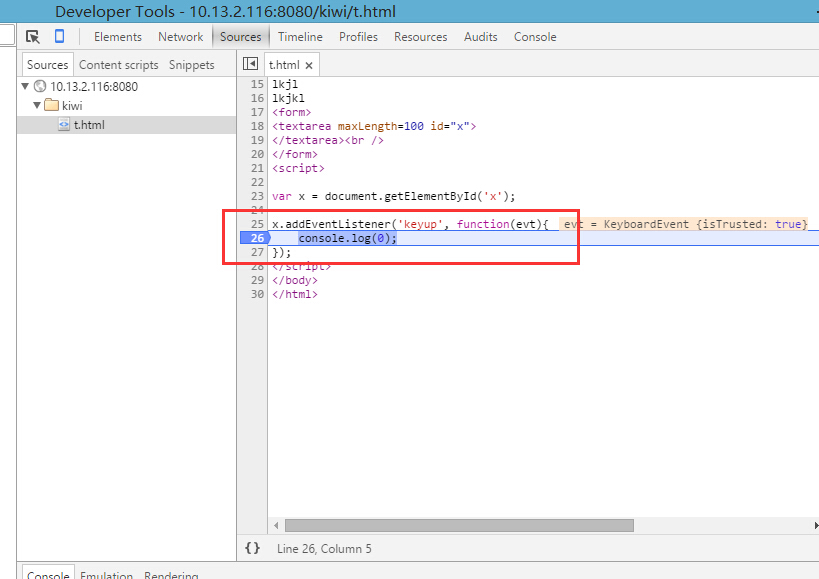 Developer Tools - 10.13.2.116:8080/kiwi/t.html
Elements Network Sources Timeline Profiles Resources Audits Console
Sources Content scripts Snippets
t.html ×
10.13.2.116:8080
kiwi
t.html
15 lkjl
16 lkjkl
17 <form>
18 <textarea maxLength=100 id="x">
19 </textarea><br />
20 </form>
21 <script>
22
23 var x = document.getElementById('x');
24
25 x.addEventListener('keyup', function(evt){ evt = KeyboardEvent {isTrusted: true}
26 console.log(0);
27 });
28 </script>
29 </body>
30 </html>
{} Line 26, Column 5
Console Emulation Rendering